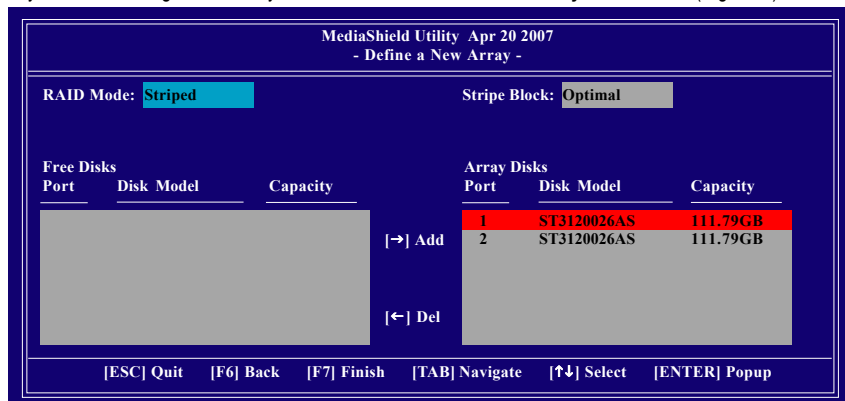 MediaShield Utility Apr 20 2007
- Define a New Array -
RAID Mode: Striped
Stripe Block: Optimal
Free Disks
Port Disk Model Capacity
Array Disks
Port Disk Model Capacity
1 ST3120026AS 111.79GB
2 ST3120026AS 111.79GB
[→] Add
[←] Del
[ESC] Quit [F6] Back [F7] Finish [TAB] Navigate [↑↓] Select [ENTER] Popup